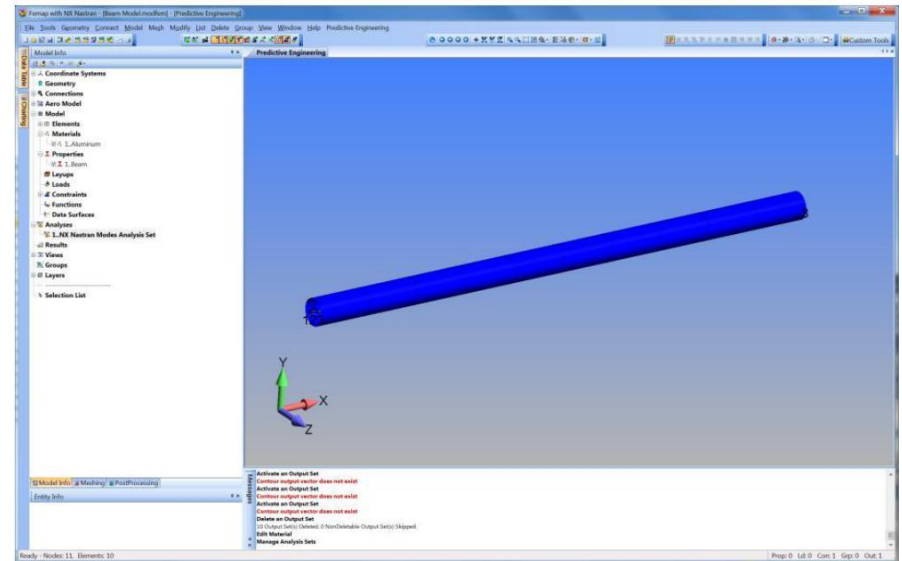 Femap with NX Nastran - [Beam Model.modfem] - [Predictive Engineering]
File Tools Geometry Connect Model Mesh Modify List Delete Group View Window Help Predictive Engineering
Custom Tools
Model Info
Predictive Engineering
Data Table
Charting
Coordinate Systems
Geometry
Connections
Aero Model
Model
Elements
Materials
1..Aluminum
Properties
1..Beam
Layups
Loads
Constraints
Functions
Data Surfaces
Analyses
1..NX Nastran Modes Analysis Set
Results
Views
Groups
Layers
Selection List
Y
X
Z
Model Info Meshing PostProcessing
Entity Info
Messages
Activate an Output Set
Contour output vector does not exist
Activate an Output Set
Contour output vector does not exist
Activate an Output Set
Contour output vector does not exist
Delete an Output Set
10 Output Set(s) Deleted. 0 NonDeletable Output Set(s) Skipped.
Edit Material
Manage Analysis Sets
Ready - Nodes: 11, Elements: 10
Prop: 0 Ld: 0 Con: 1 Grp: 0 Out: 1